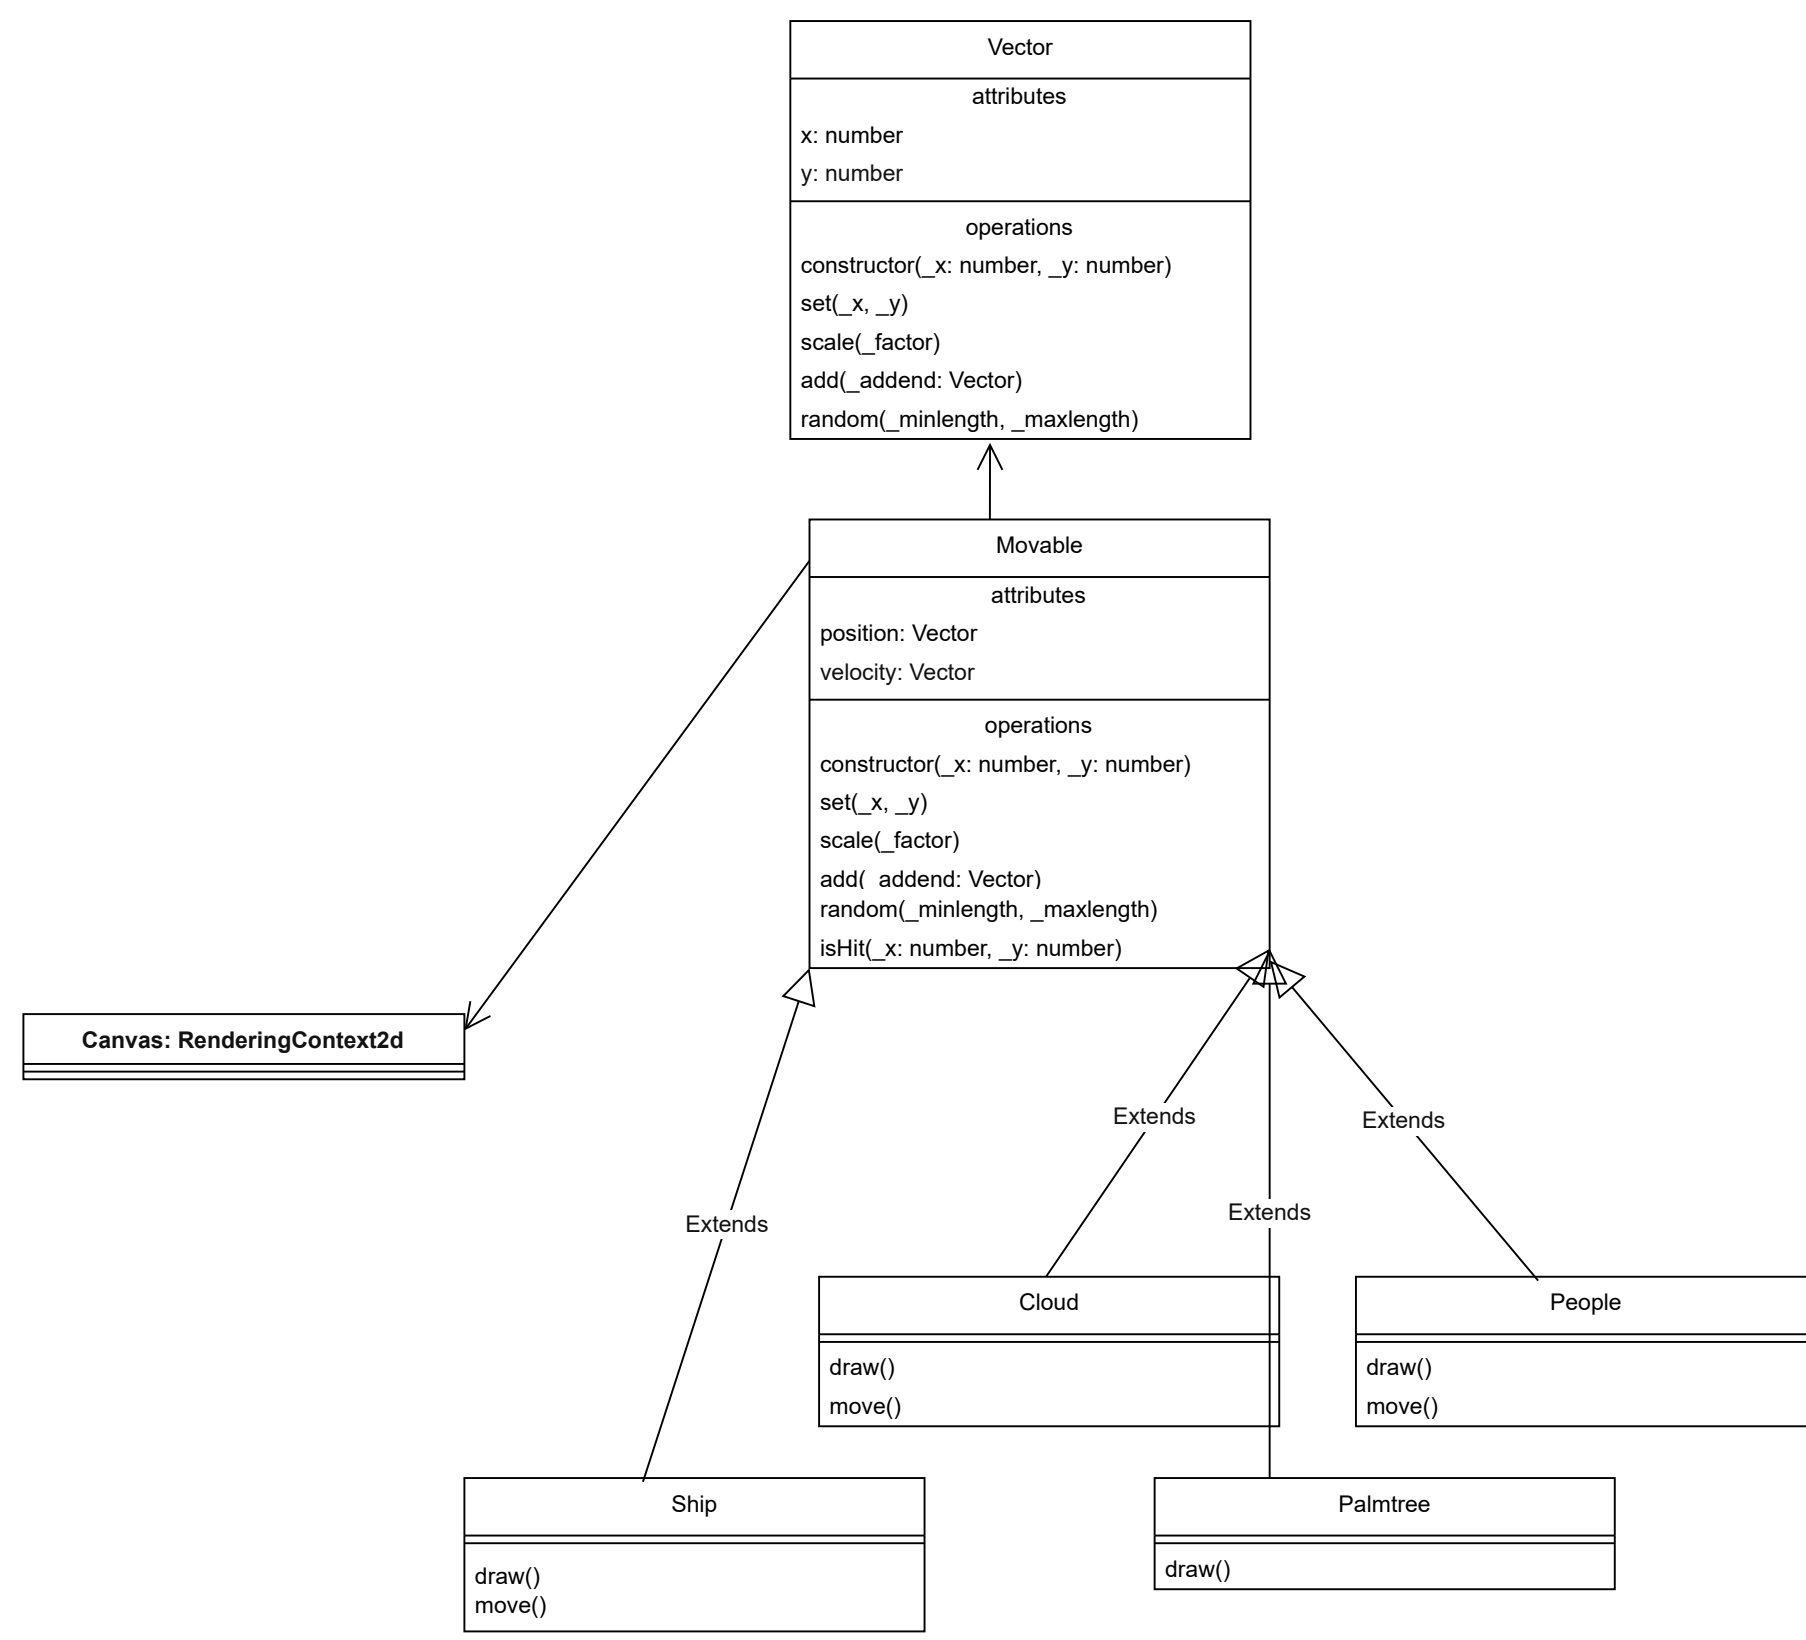 Vector
attributes
x: number
y: number
operations
constructor(_x: number, _y: number)
set(_x, _y)
scale(_factor)
add(_addend: Vector)
random(_minlength, _maxlength)
Movable
attributes
position: Vector
velocity: Vector
operations
constructor(_x: number, _y: number)
set(_x, _y)
scale(_factor)
add(_addend: Vector)
random(_minlength, _maxlength)
isHit(_x: number, _y: number)
Canvas: RenderingContext2d
Extends
Extends
Extends
Extends
Cloud
draw()
move()
People
draw()
move()
Ship
draw()
move()
Palmtree
draw()